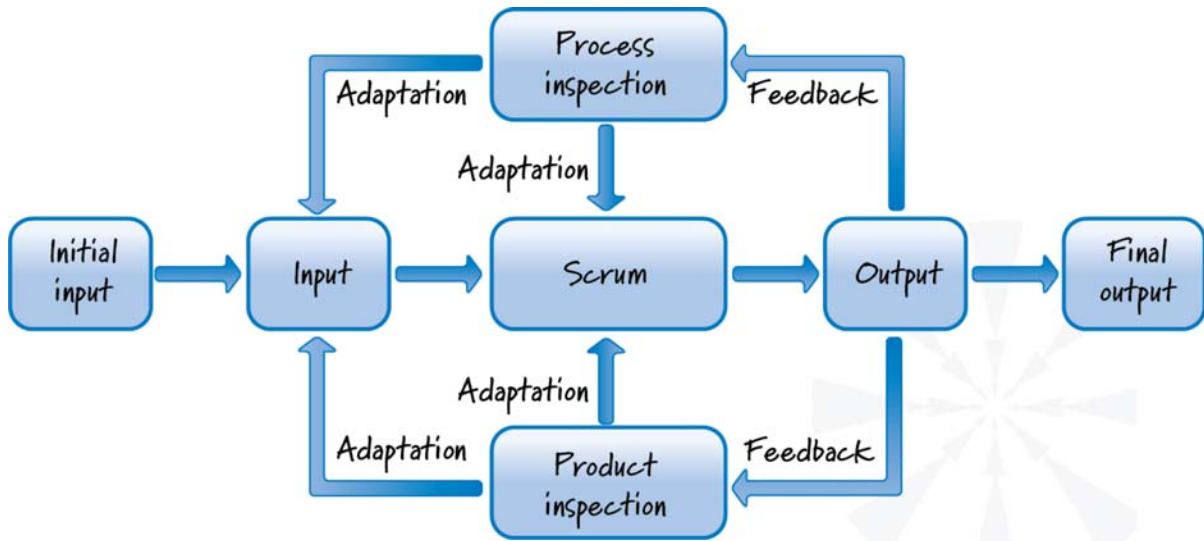 Process
inspection
Adaptation
Feedback
Adaptation
Initial
input
Input
Scrum
Output
Final
output
Adaptation
Adaptation
Feedback
Product
inspection